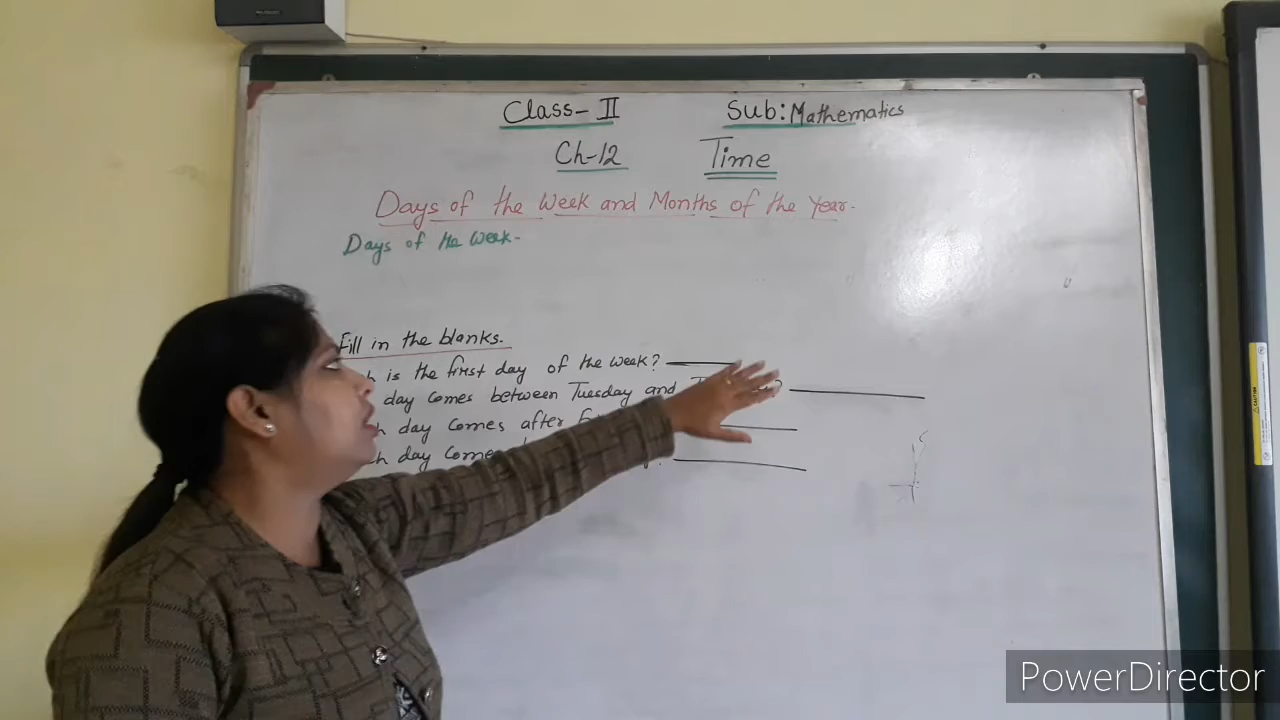 Class-II Sub: Mathematics
Ch-12 Time
Days of the Week and Months of the Year.
Days of the Week-
Fill in the blanks.
is the first day of the week?
day comes between Tuesday and
day comes after
day comes
PowerDirector